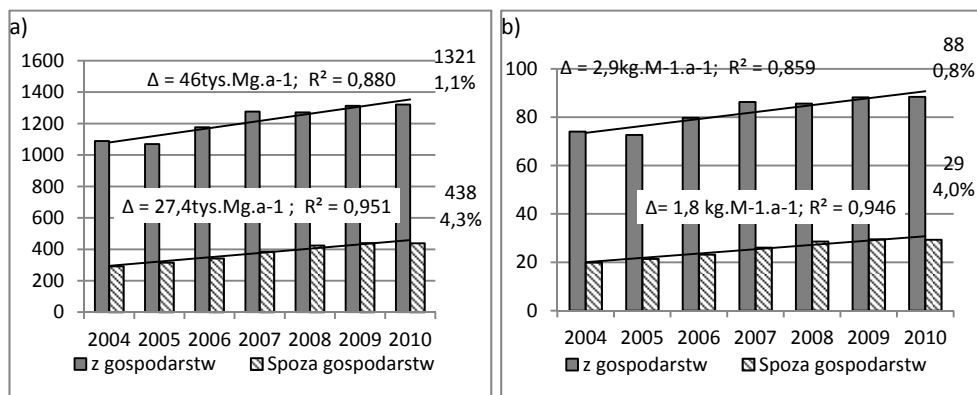 a)
1321
1,1%
1600
1400
1200
1000
800
600
400
200
0
Δ = 46tys.Mg.a-1; R² = 0,880
438
4,3%
Δ = 27,4tys.Mg.a-1 ; R² = 0,951
2004 2005 2006 2007 2008 2009 2010
z gospodarstw Spoza gospodarstw
b)
88
0,8%
100
80
60
40
20
0
Δ = 2,9kg.M-1.a-1; R² = 0,859
29
4,0%
Δ= 1,8 kg.M-1.a-1; R² = 0,946
2004 2005 2006 2007 2008 2009 2010
z gospodarstw Spoza gospodarstw